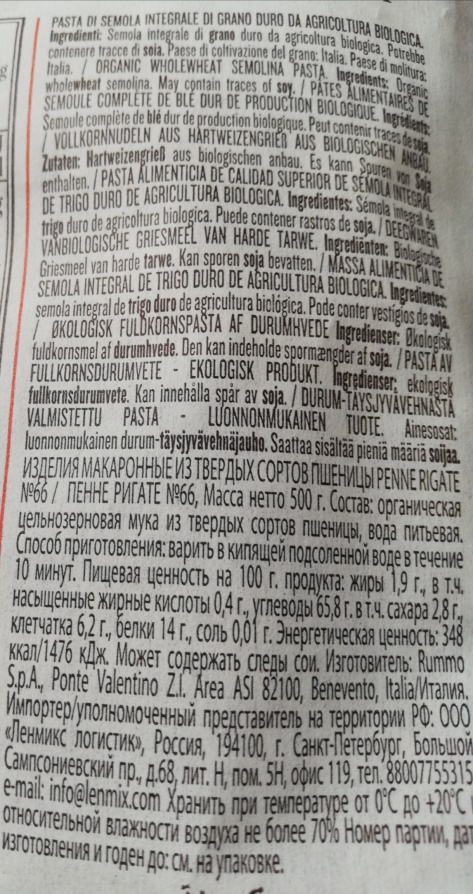 PASTA DI SEMOLA INTEGRALE DI GRANO DURO DA AGRICOLTURA BIOLOGICA.
Ingredienti: Semola integrale di grano duro da agricoltura biologica. Potrebbe
contenere tracce di soia. Paese di coltivazione del grano: Italia. Paese di molitura:
Italia. / ORGANIC WHOLEWHEAT SEMOLINA PASTA. Ingredients: Organic
wholewheat semolina. May contain traces of soy. / PÂTES ALIMENTAIRES DE
SEMOULE COMPLÈTE DE BLÉ DUR DE PRODUCTION BIOLOGIQUE. Ingrédients:
Semoule complète de blé dur de production biologique. Peut contenir traces de soja.
/ VOLLKORNNUDELN AUS HARTWEIZENGRIEß AUS BIOLOGISCHEN ANBAU.
Zutaten: Hartweizengrieß aus biologischen anbau. Es kann Spuren von Soja
enthalten. / PASTA ALIMENTICIA DE CALIDAD SUPERIOR DE SÉMOLA INTEGRAL
DE TRIGO DURO DE AGRICULTURA BIOLOGICA. Ingredientes: Sémola integral de
trigo duro de agricoltura biologica. Puede contener rastros de soja. / DEEGWAREN
VANBIOLOGISCHE GRIESMEEL VAN HARDE TARWE. Ingrediënten: Biologische
Griesmeel van harde tarwe. Kan sporen soja bevatten. / MASSA ALIMENTÍCIA DE
SEMOLA INTEGRAL DE TRIGO DURO DE AGRICULTURA BIOLOGICA. Ingredientes:
semola integral de trigo duro de agricultura biológica. Pode conter vestigios de soja.
/ ØKOLOGISK FULDKORNSPASTA AF DURUMHVEDE Ingredienser: Økologisk
fuldkornsmel af durumhvede. Den kan indeholde spormængder af soja. / PASTA AV
FULLKORNSDURUMVETE - EKOLOGISK PRODUKT. Ingredienser: ekologisk
fullkornsdurumvete. Kan innehålla spår av soja. / DURUM-TÄYSJYVÄVEHNÄSTÄ
VALMISTETTU PASTA - LUONNONMUKAINEN TUOTE. Ainesosat:
luonnonmukainen durum-täysjyvävehnäjauho. Saattaa sisältää pieniä määriä soijaa.
ИЗДЕЛИЯ МАКАРОННЫЕ ИЗ ТВЕРДЫХ СОРТОВ ПШЕНИЦЫ PENNE RIGATE
№66 / ПЕННЕ РИГАТЕ №66, Масса нетто 500 г. Состав: органическая
цельнозерновая мука из твердых сортов пшеницы, вода питьевая.
Способ приготовления: варить в кипящей подсоленной воде в течение
10 минут. Пищевая ценность на 100 г. продукта: жиры 1,9 г., в т.ч.
насыщенные жирные кислоты 0,4 г., углеводы 65,8 г. в т.ч. сахара 2,8 г.,
клетчатка 6,2 г., белки 14 г., соль 0,01 г. Энергетическая ценность: 348
ккал/1476 кДж. Может содержать следы сои. Изготовитель: Rummo
S.p.A., Ponte Valentino Z.I. Area ASI 82100, Benevento, Italia/Италия.
Импортер/уполномоченный представитель на территории РФ: ООО
«Ленмикс логистик», Россия, 194100, г. Санкт-Петербург, Большой
Сампсониевский пр., д.68, лит. Н, пом. 5Н, офис 119, тел. 88007755315
e-mail: info@lenmix.com Хранить при температуре от 0°C до +20°C
относительной влажности воздуха не более 70% Номер партии, дат
изготовления и годен до: см. на упаковке.